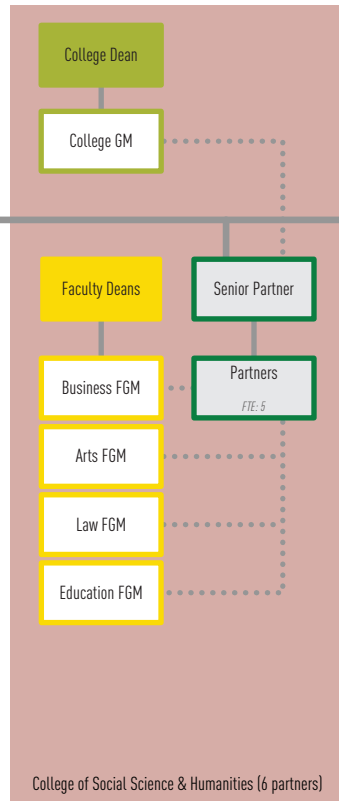 College Dean
College GM
Faculty Deans
Senior Partner
Business FGM
Partners
FTE: 5
Arts FGM
Law FGM
Education FGM
College of Social Science & Humanities (6 partners)